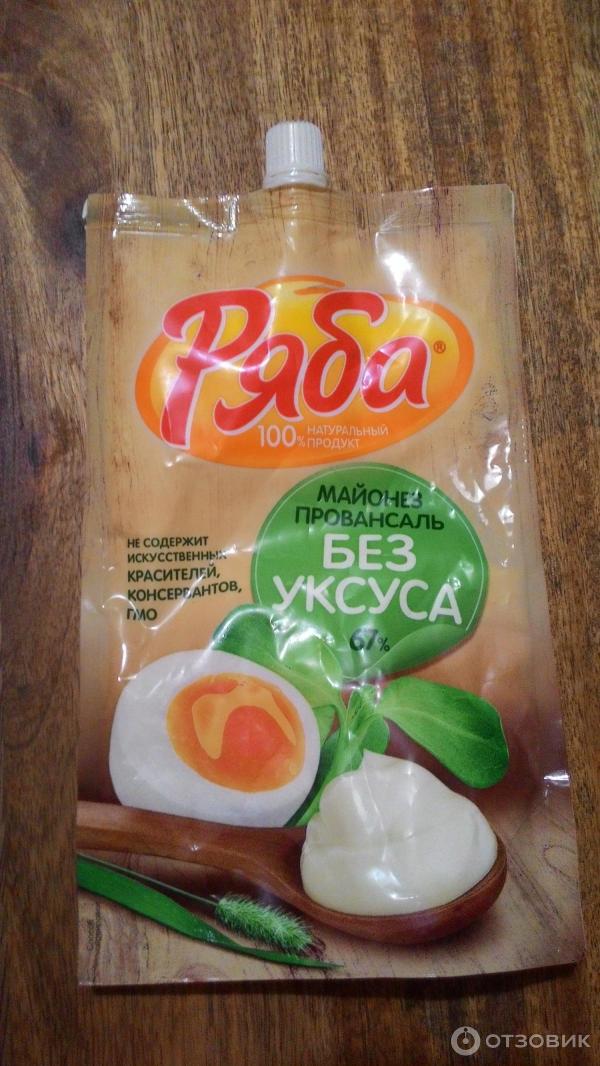 Ряба®
100% НАТУРАЛЬНЫЙ
ПРОДУКТ
МАЙОНЕЗ
ПРОВАНСАЛЬ
БЕЗ
УКСУСА
67%
НЕ СОДЕРЖИТ
ИСКУССТВЕННЫХ
КРАСИТЕЛЕЙ,
КОНСЕРВАНТОВ,
ГМО
ОТЗОВИК